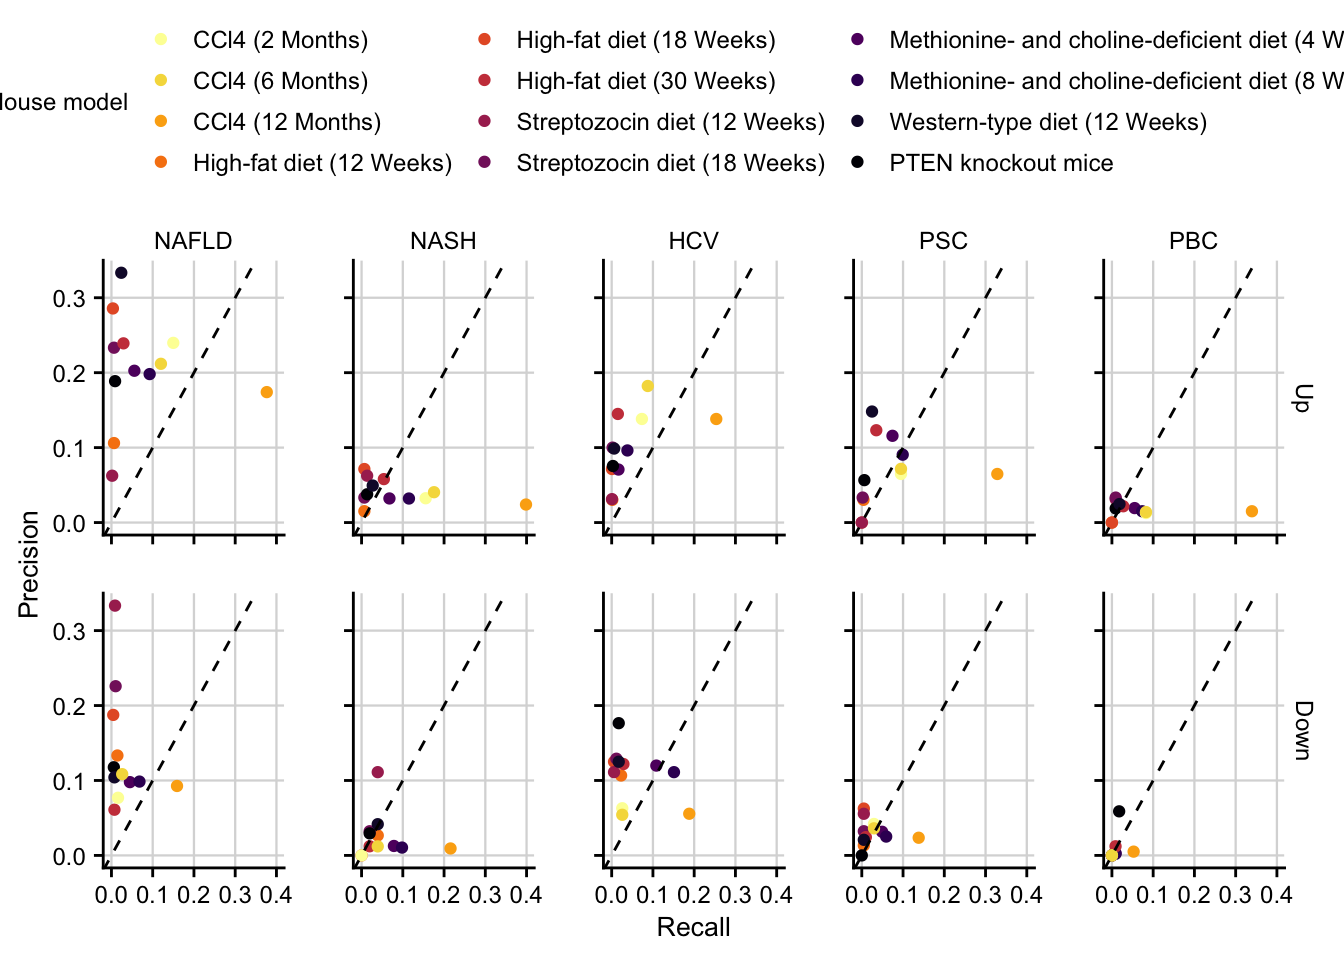 CCl4 (2 Months) High-fat diet (18 Weeks) Methionine- and choline-deficient diet (4 W
CCl4 (6 Months) High-fat diet (30 Weeks) Methionine- and choline-deficient diet (8 W
louse model
CCl4 (12 Months) Streptozocin diet (12 Weeks) Western-type diet (12 Weeks)
High-fat diet (12 Weeks) Streptozocin diet (18 Weeks) PTEN knockout mice
NAFLD NASH HCV PSC PBC
0.3
0.2
0.1
0.0
Up
Precision
0.3
0.2
0.1
0.0
Down
0.0 0.1 0.2 0.3 0.4 0.0 0.1 0.2 0.3 0.4 0.0 0.1 0.2 0.3 0.4 0.0 0.1 0.2 0.3 0.4 0.0 0.1 0.2 0.3 0.4
Recall